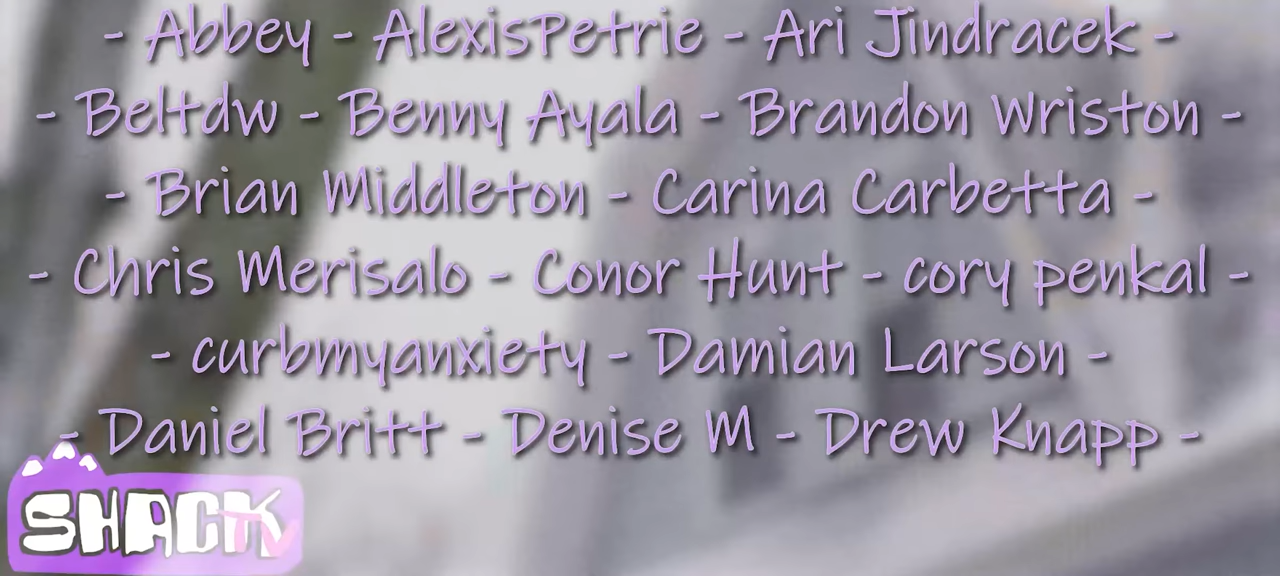 - Abbey - AlexisPetrie - Ari Jindracek -
- Beltdw - Benny Ayala - Brandon Wriston -
- Brian Middleton - Carina Carbetta -
- Chris Merisalo - Conor Hunt - cory penkal -
- curbmyanxiety - Damian Larson -
- Daniel Britt - Denise M - Drew Knapp -
SHACK TV